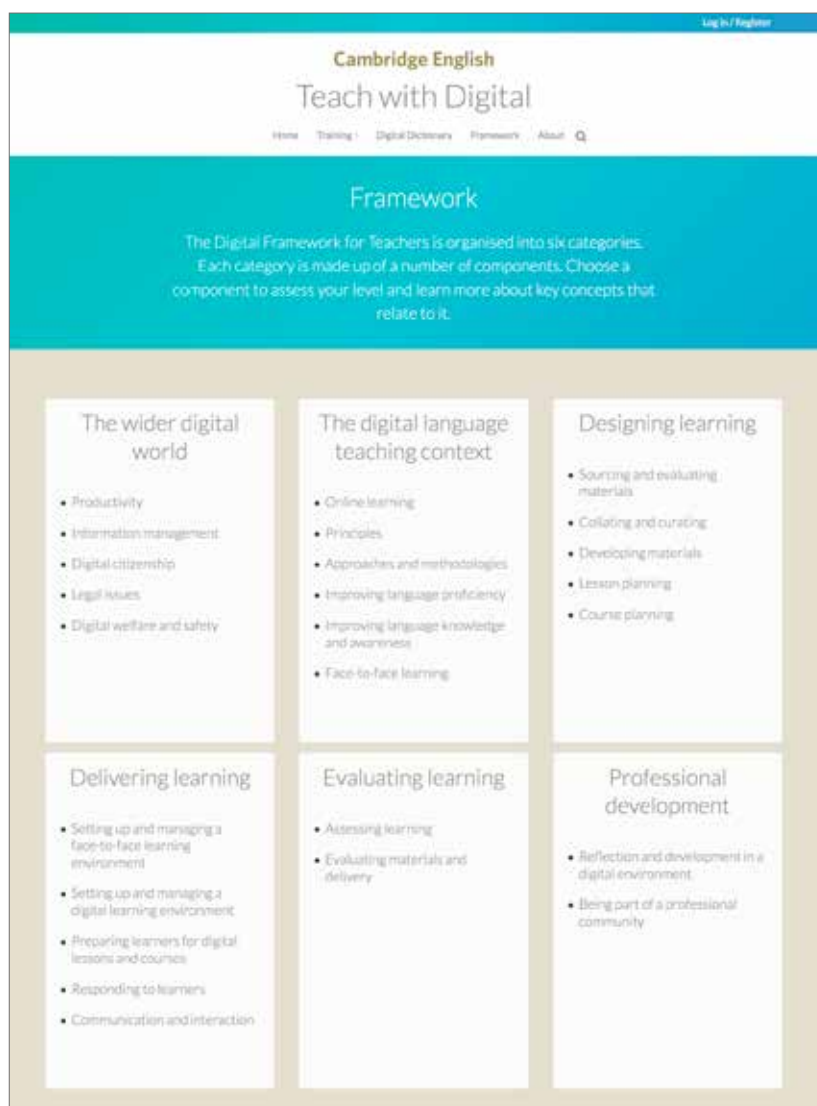 Log in / Register
Cambridge English
Teach with Digital
Home Training Digital Dictionary Framework About
Framework
The Digital Framework for Teachers is organised into six categories.
Each category is made up of a number of components. Choose a
component to assess your level and learn more about key concepts that
relate to it.
The wider digital
world
• Productivity
• Information management
• Digital citizenship
• Legal issues
• Digital welfare and safety
The digital language
teaching context
• Online learning
• Principles
• Approaches and methodologies
• Improving language proficiency
• Improving language knowledge
and awareness
• Face-to-face learning
Designing learning
• Sourcing and evaluating
materials
• Collating and curating
• Developing materials
• Lesson planning
• Course planning
Delivering learning
• Setting up and managing a
face-to-face learning
environment
• Setting up and managing a
digital learning environment
• Preparing learners for digital
lessons and courses
• Responding to learners
• Communication and interaction
Evaluating learning
• Assessing learning
• Evaluating materials and
delivery
Professional
development
• Reflection and development in a
digital environment
• Being part of a professional
community